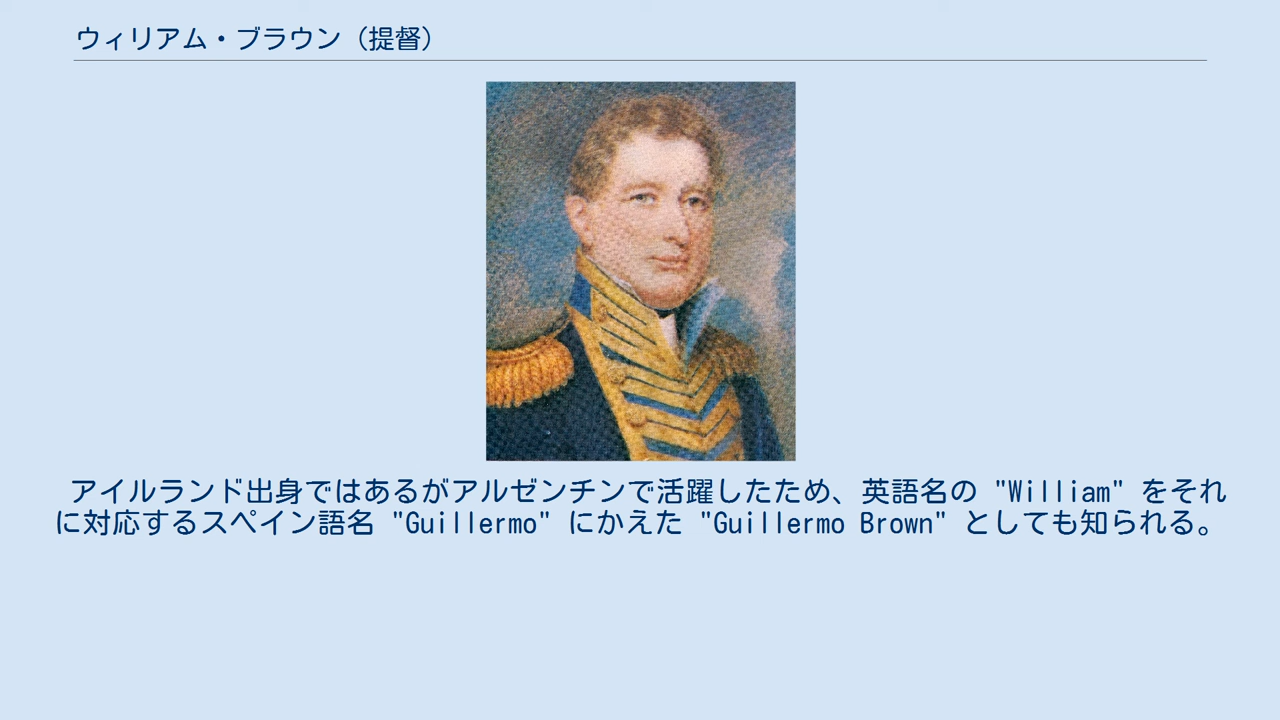 ウィリアム・ブラウン（提督）
アイルランド出身ではあるがアルゼンチンで活躍したため、英語名の "William" をそれ
に対応するスペイン語名 "Guillermo" にかえた "Guillermo Brown" としても知られる。